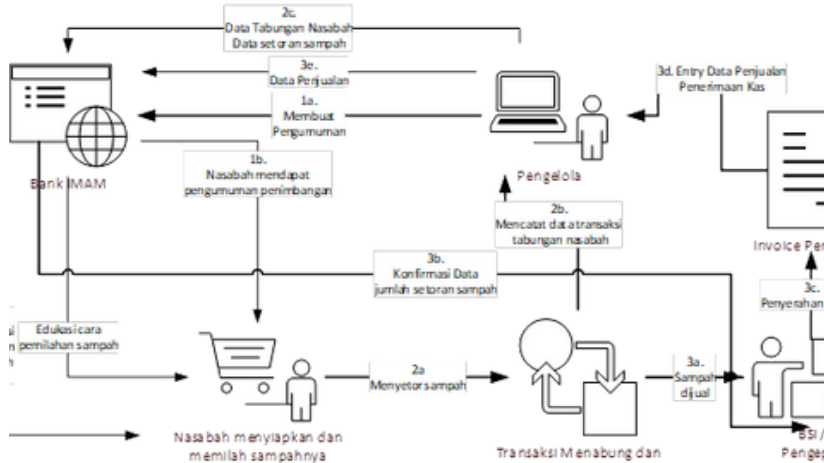 2c.
Data Tabungan Nasabah
Data setoran sampah
3e.
Data Penjualan
1a.
Membuat
Pengumuman
3d. Entry Data Penjualan
Penerimaan Kas
Bank IMAM
1b.
Nasabah mendapat
pengumuman penimbangan
Pengelola
2b.
Mencatat data transaksi
tabungan nasabah
Invoice
3b.
Konfirmasi Data
jumlah setoran sampah
3c.
Penyerahan
Edukasi cara
pemilahan sampah
2a
Menyetor sampah
3a.
Sampah
dijual
Nasabah menyiapkan dan
memilah sampahnya
Transaksi Menabung dan
BSI /